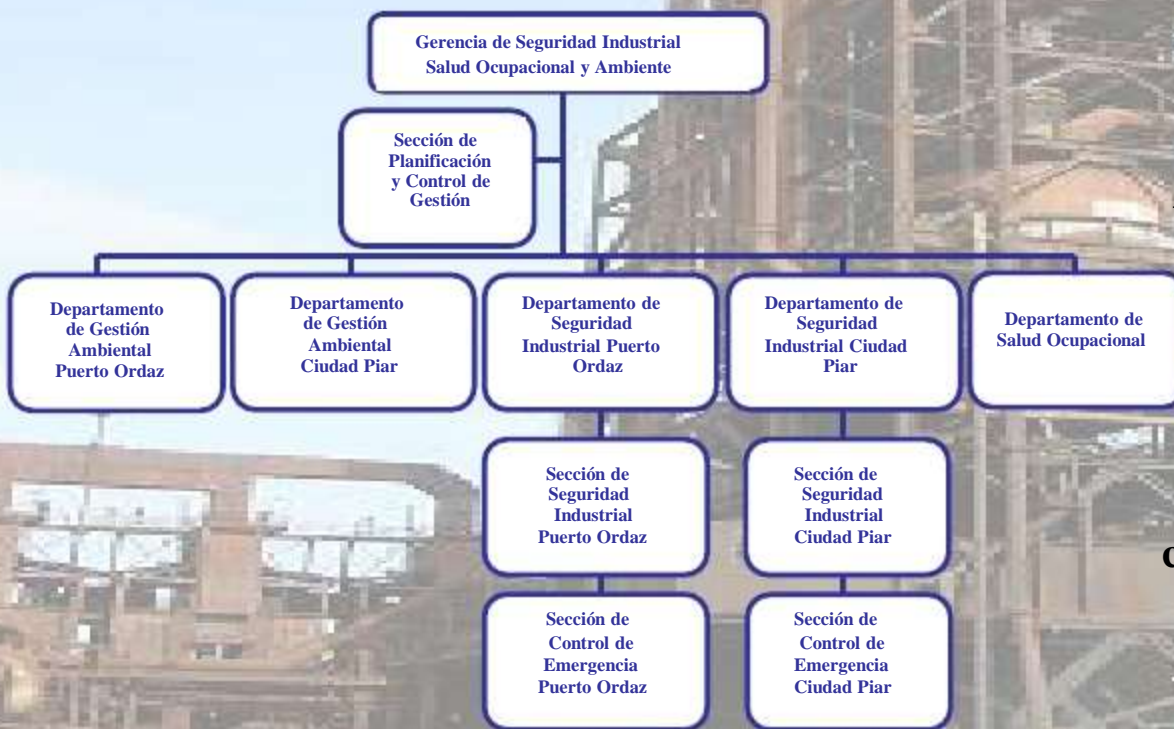 Gerencia de Seguridad Industrial
Salud Ocupacional y Ambiente
Sección de
Planificación
y Control de
Gestión
Departamento
de Gestión
Ambiental
Puerto Ordaz
Departamento
de Gestión
Ambiental
Ciudad Piar
Departamento de
Seguridad
Industrial Puerto
Ordaz
Departamento de
Seguridad
Industrial Ciudad
Piar
Departamento de
Salud Ocupacional
Sección de
Seguridad
Industrial
Puerto Ordaz
Sección de
Seguridad
Industrial
Ciudad Piar
Sección de
Control de
Emergencia
Puerto Ordaz
Sección de
Control de
Emergencia
Ciudad Piar